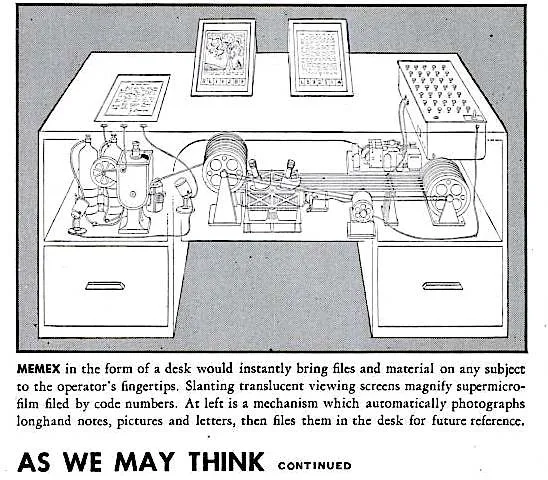 MEMEX in the form of a desk would instantly bring files and material on any subject
to the operator's fingertips. Slanting translucent viewing screens magnify supermicro-
film filed by code numbers. At left is a mechanism which automatically photographs
longhand notes, pictures and letters, then files them in the desk for future reference.
AS WE MAY THINK CONTINUED